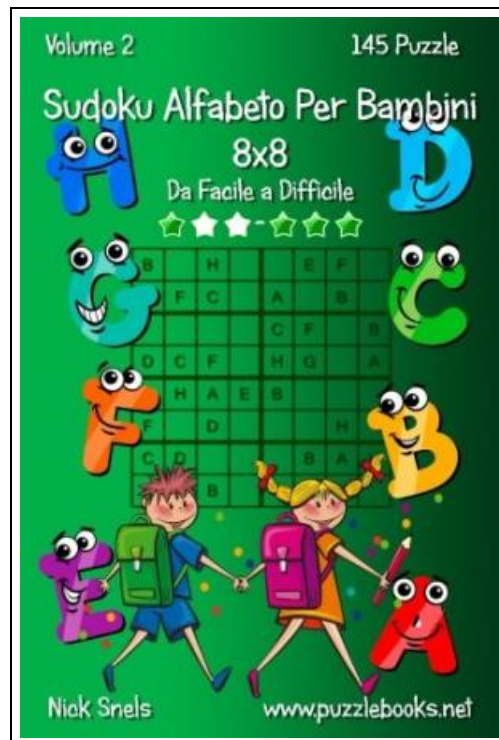 Volume 2 145 Puzzle
Sudoku Alfabeto Per Bambini
8x8
Da Facile a Difficile
H D
G C
B H E F
F C A B
C F B
D C F H G A
H A E B
F D H
C D B A
B
F B
E A
Nick Snels www.puzzlebooks.net